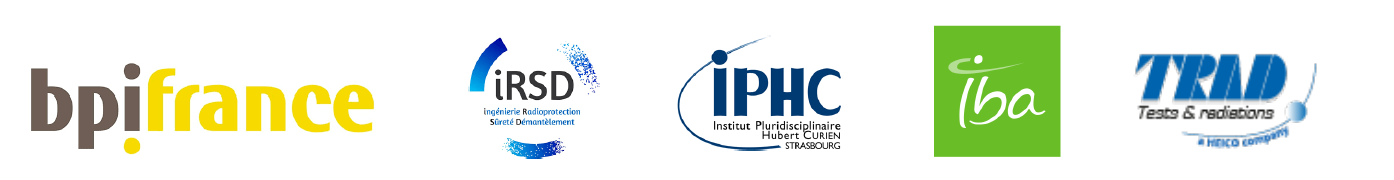 bpifrance
iRSD
ingénierie Radioprotection
Sûreté Démantèlement
iPHC
Institut Pluridisciplinaire
Hubert CURIEN
STRASBOURG
iba
TRAD
Tests & radiations
a HEICO company